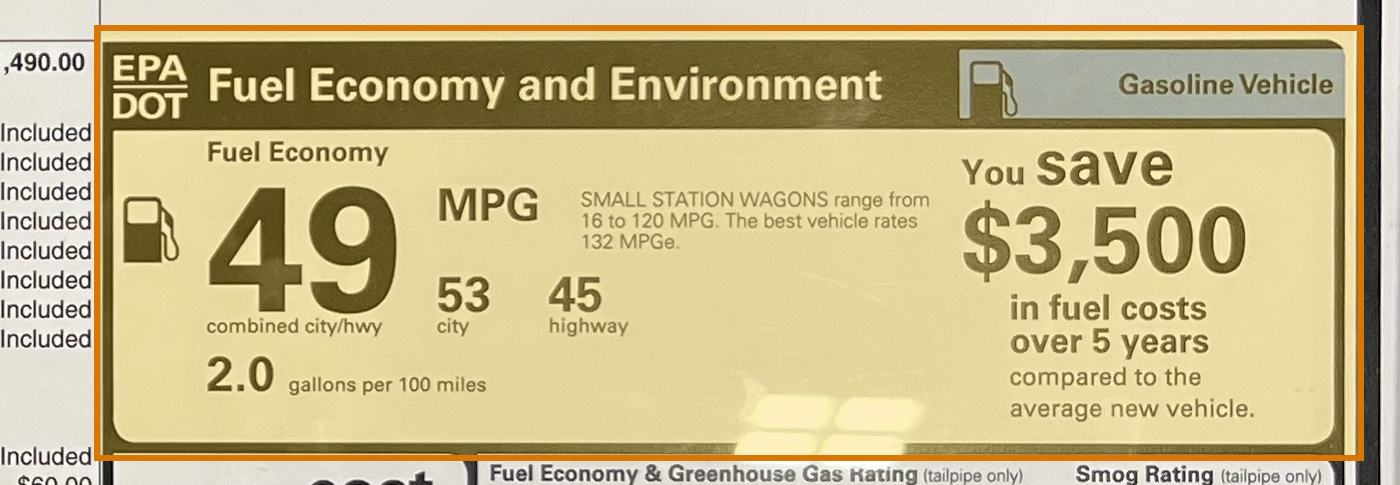 ,490.00
Included
Included
Included
Included
Included
Included
Included
Included
Included
EPA
DOT
Fuel Economy and Environment
Gasoline Vehicle
Fuel Economy
49
combined city/hwy
MPG
53
city
45
highway
2.0 gallons per 100 miles
SMALL STATION WAGONS range from
16 to 120 MPG. The best vehicle rates
132 MPGe.
You save
$3,500
in fuel costs
over 5 years
compared to the
average new vehicle.
Fuel Economy & Greenhouse Gas Rating (tailpipe only)
Smog Rating (tailpipe only)